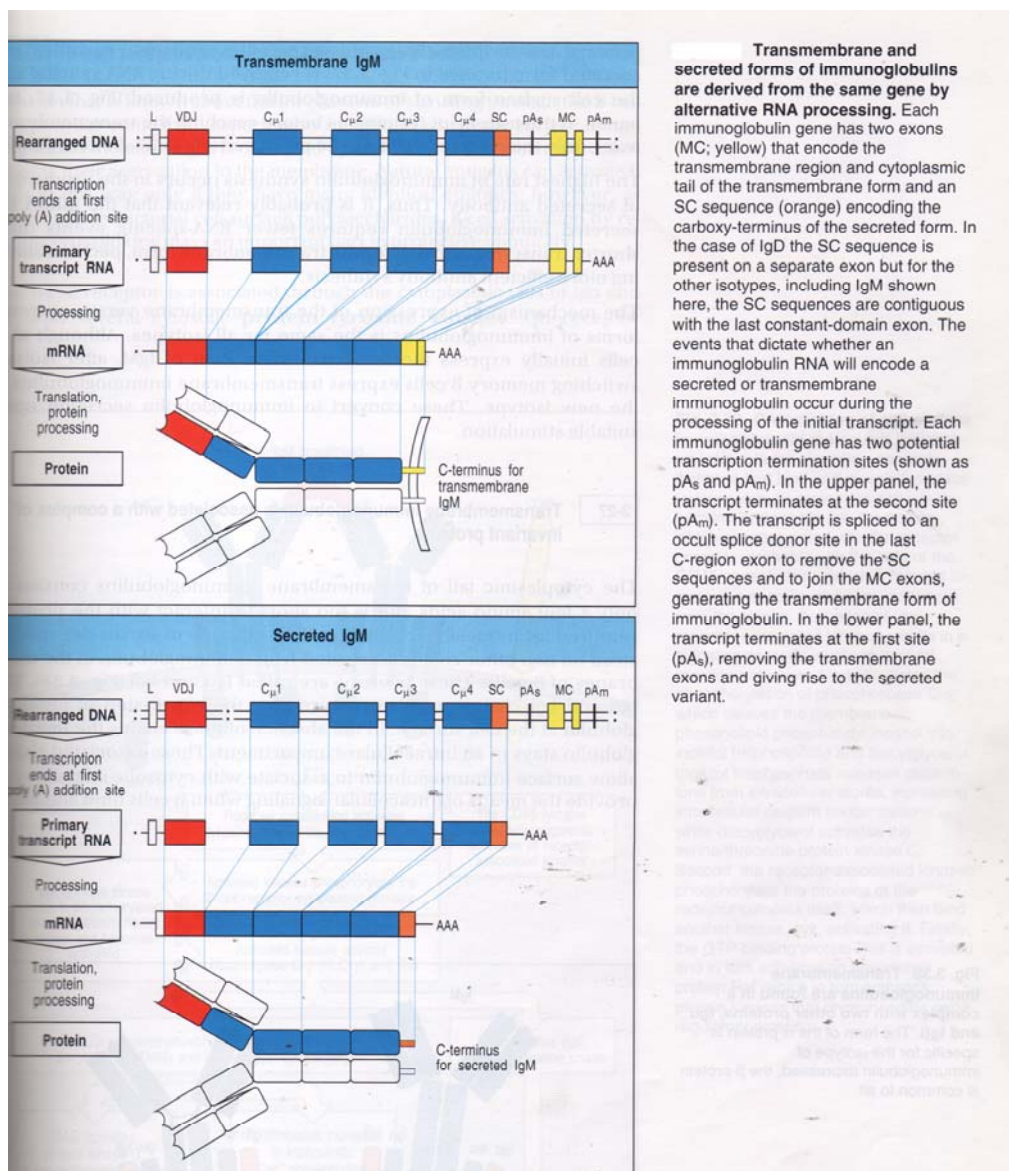 Transmembrane IgM
L VDJ Cμ1 Cμ2 Cμ3 Cμ4 SC pAs MC pAm
Rearranged DNA
Transcription
ends at first
poly (A) addition site
Primary
transcript RNA
AAA
Processing
mRNA
AAA
Translation,
protein
processing
Protein
C-terminus for
transmembrane
IgM
Secreted IgM
L VDJ Cμ1 Cμ2 Cμ3 Cμ4 SC pAs MC pAm
Rearranged DNA
Transcription
ends at first
poly (A) addition site
Primary
transcript RNA
AAA
Processing
mRNA
AAA
Translation,
protein
processing
Protein
C-terminus
for secreted IgM
Transmembrane and
secreted forms of immunoglobulins
are derived from the same gene by
alternative RNA processing. Each
immunoglobulin gene has two exons
(MC; yellow) that encode the
transmembrane region and cytoplasmic
tail of the transmembrane form and an
SC sequence (orange) encoding the
carboxy-terminus of the secreted form. In
the case of IgD the SC sequence is
present on a separate exon but for the
other isotypes, including IgM shown
here, the SC sequences are contiguous
with the last constant-domain exon. The
events that dictate whether an
immunoglobulin RNA will encode a
secreted or transmembrane
immunoglobulin occur during the
processing of the initial transcript. Each
immunoglobulin gene has two potential
transcription termination sites (shown as
pAs and pAm). In the upper panel, the
transcript terminates at the second site
(pAm). The transcript is spliced to an
occult splice donor site in the last
C-region exon to remove the SC
sequences and to join the MC exons,
generating the transmembrane form of
immunoglobulin. In the lower panel, the
transcript terminates at the first site
(pAs), removing the transmembrane
exons and giving rise to the secreted
variant.